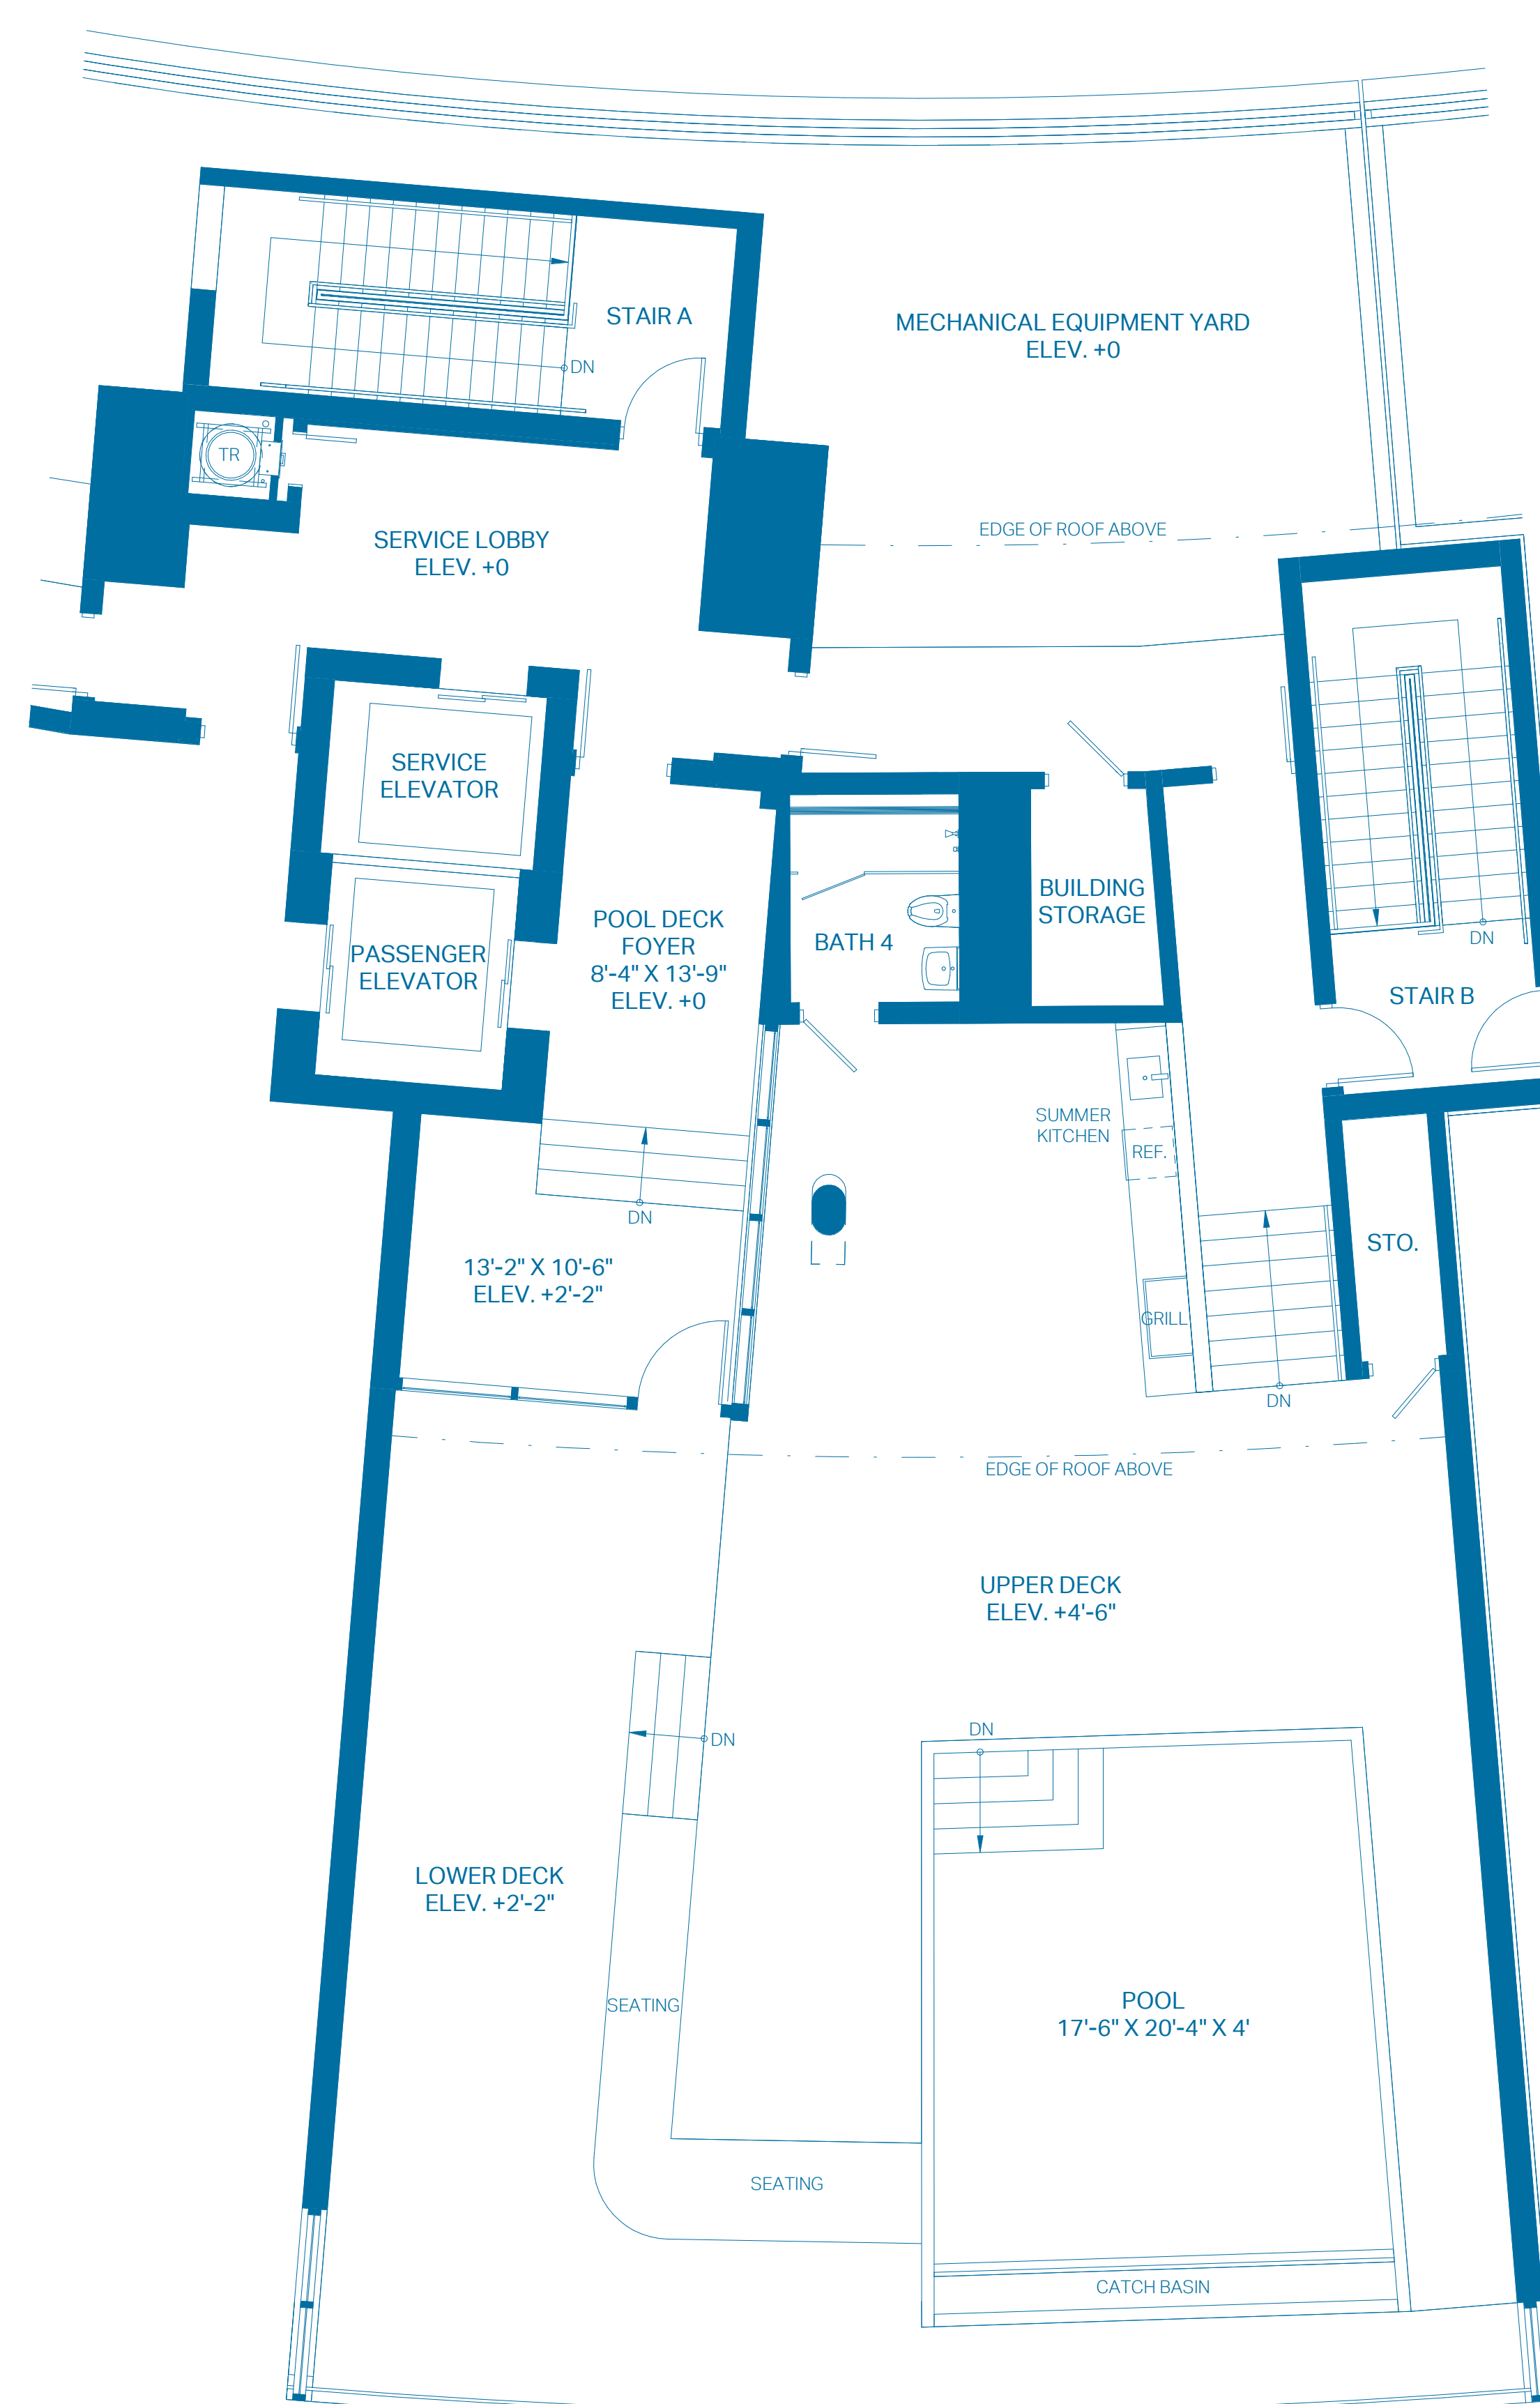 STAIR A
MECHANICAL EQUIPMENT YARD
ELEV. +0
DN
TR
EDGE OF ROOF ABOVE
SERVICE LOBBY
ELEV. +0
SERVICE
ELEVATOR
BUILDING
STORAGE
POOL DECK
FOYER
8'-4" X 13'-9"
ELEV. +0
BATH 4
DN
PASSENGER
ELEVATOR
STAIR B
SUMMER
KITCHEN
REF.
DN
STO.
13'-2" X 10'-6"
ELEV. +2'-2"
GRILL
DN
EDGE OF ROOF ABOVE
UPPER DECK
ELEV. +4'-6"
DN
DN
LOWER DECK
ELEV. +2'-2"
SEATING
POOL
17'-6" X 20'-4" X 4'
SEATING
CATCH BASIN